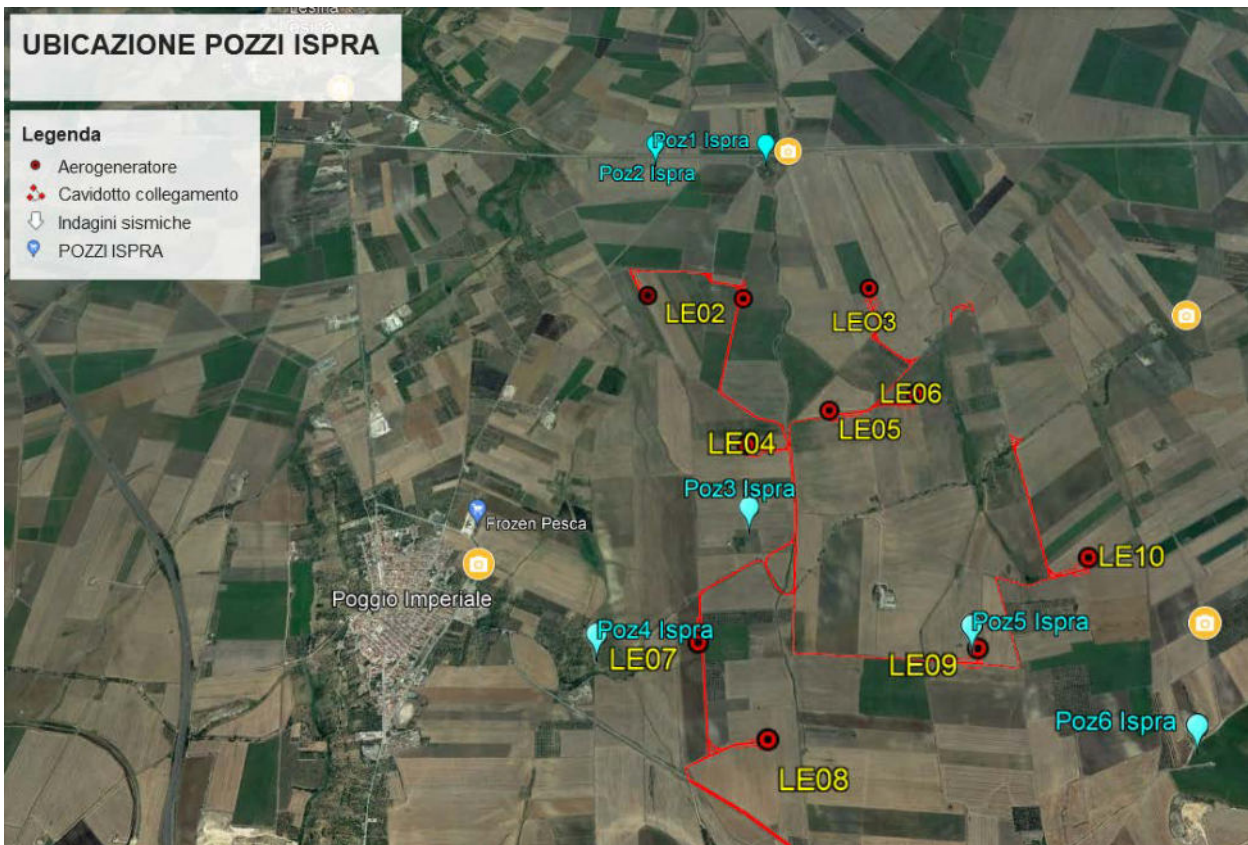 Lesina
UBICAZIONE POZZI ISPRA
Legenda
Aerogeneratore
Cavidotto collegamento
Indagini sismiche
POZZI ISPRA
Poz1 Ispra
Poz2 Ispra
LE02
LEO3
LE06
LE05
LE04
Poz3 Ispra
Frozen Pesca
LE10
Poggio Imperiale
Poz4 Ispra
Poz5 Ispra
LE07
LE09
Poz6 Ispra
LE08